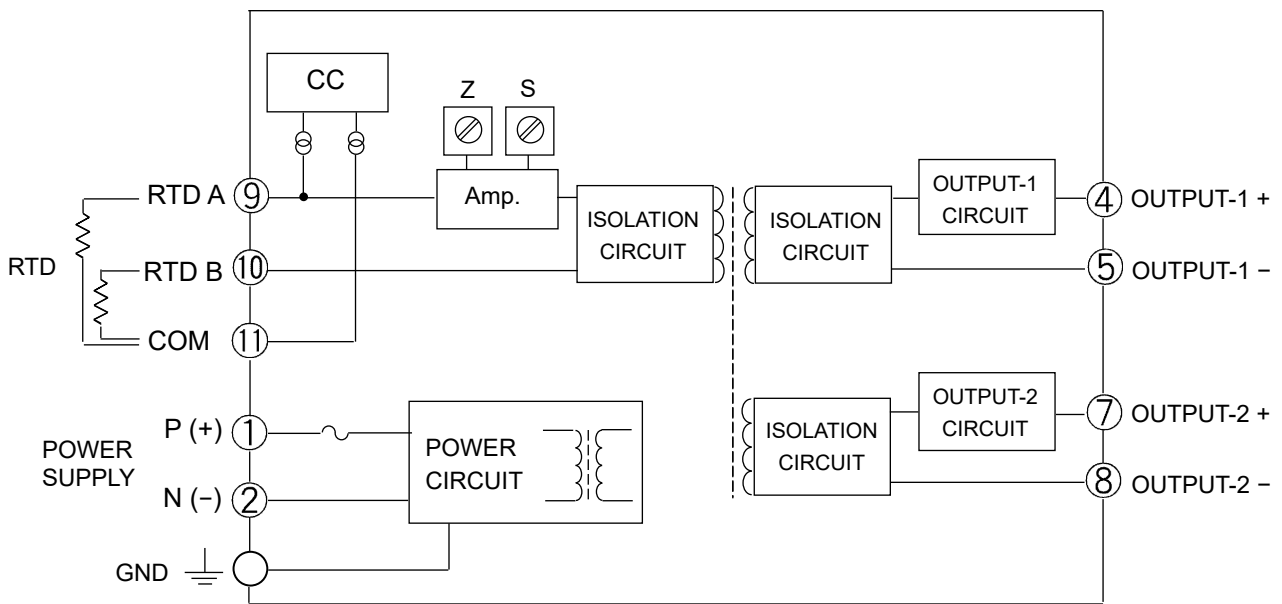 CC
Z
S
RTD A
9
Amp.
ISOLATION
CIRCUIT
ISOLATION
CIRCUIT
OUTPUT-1
CIRCUIT
4
OUTPUT-1 +
RTD
RTD B
10
5
OUTPUT-1 −
COM
11
POWER
SUPPLY
P (+)
1
POWER
CIRCUIT
ISOLATION
CIRCUIT
OUTPUT-2
CIRCUIT
7
OUTPUT-2 +
N (−)
2
8
OUTPUT-2 −
GND